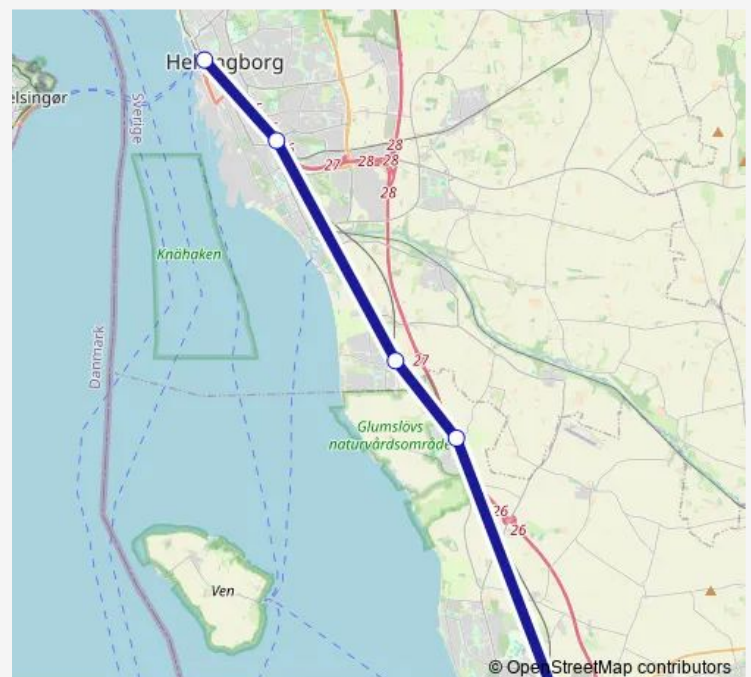 Helsingborg
elsingør
Sverige
28
27
28
28
28
Knähaken
Danmark
27
Glumslövs
naturvårdsområde
26
26
Ven
© OpenStreetMap contributors